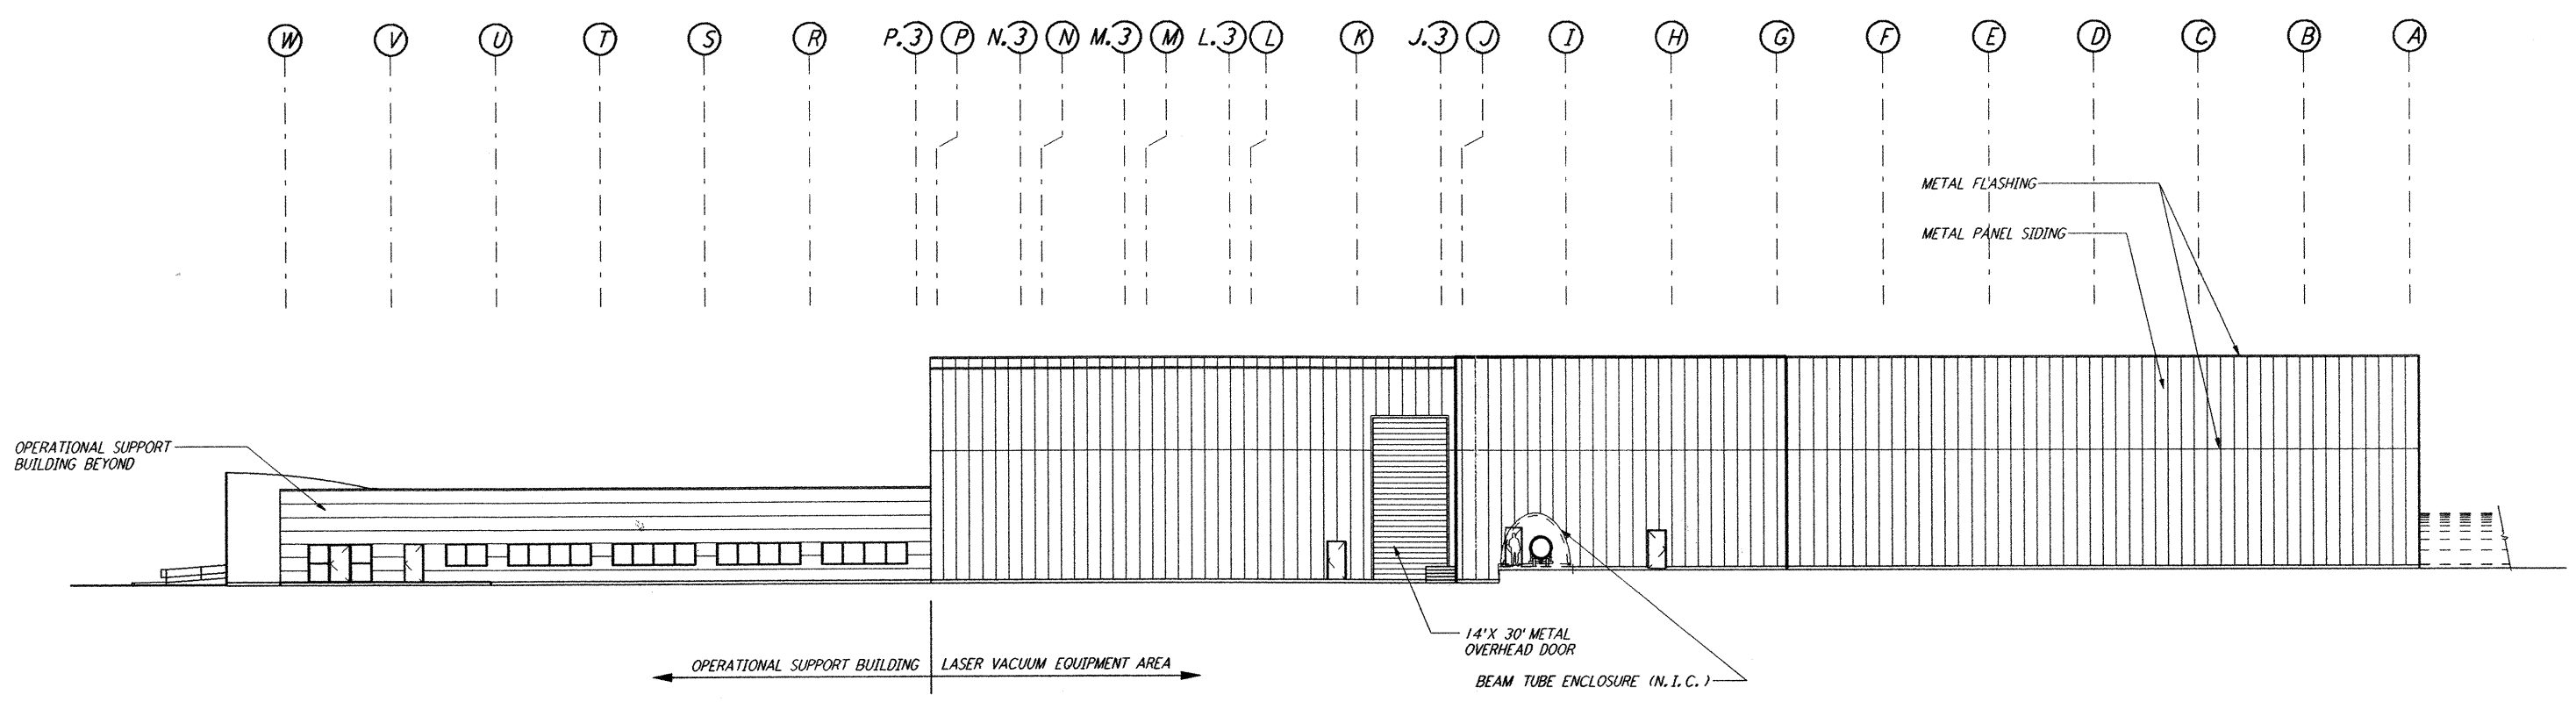 W V U T S R P.3 P N.3 N M.3 M L.3 L K J.3 J I H G F E D C B A
METAL FLASHING
METAL PANEL SIDING
OPERATIONAL SUPPORT
BUILDING BEYOND
14'X 30' METAL
OVERHEAD DOOR
OPERATIONAL SUPPORT BUILDING
LASER VACUUM EQUIPMENT AREA
BEAM TUBE ENCLOSURE (N.I.C.)